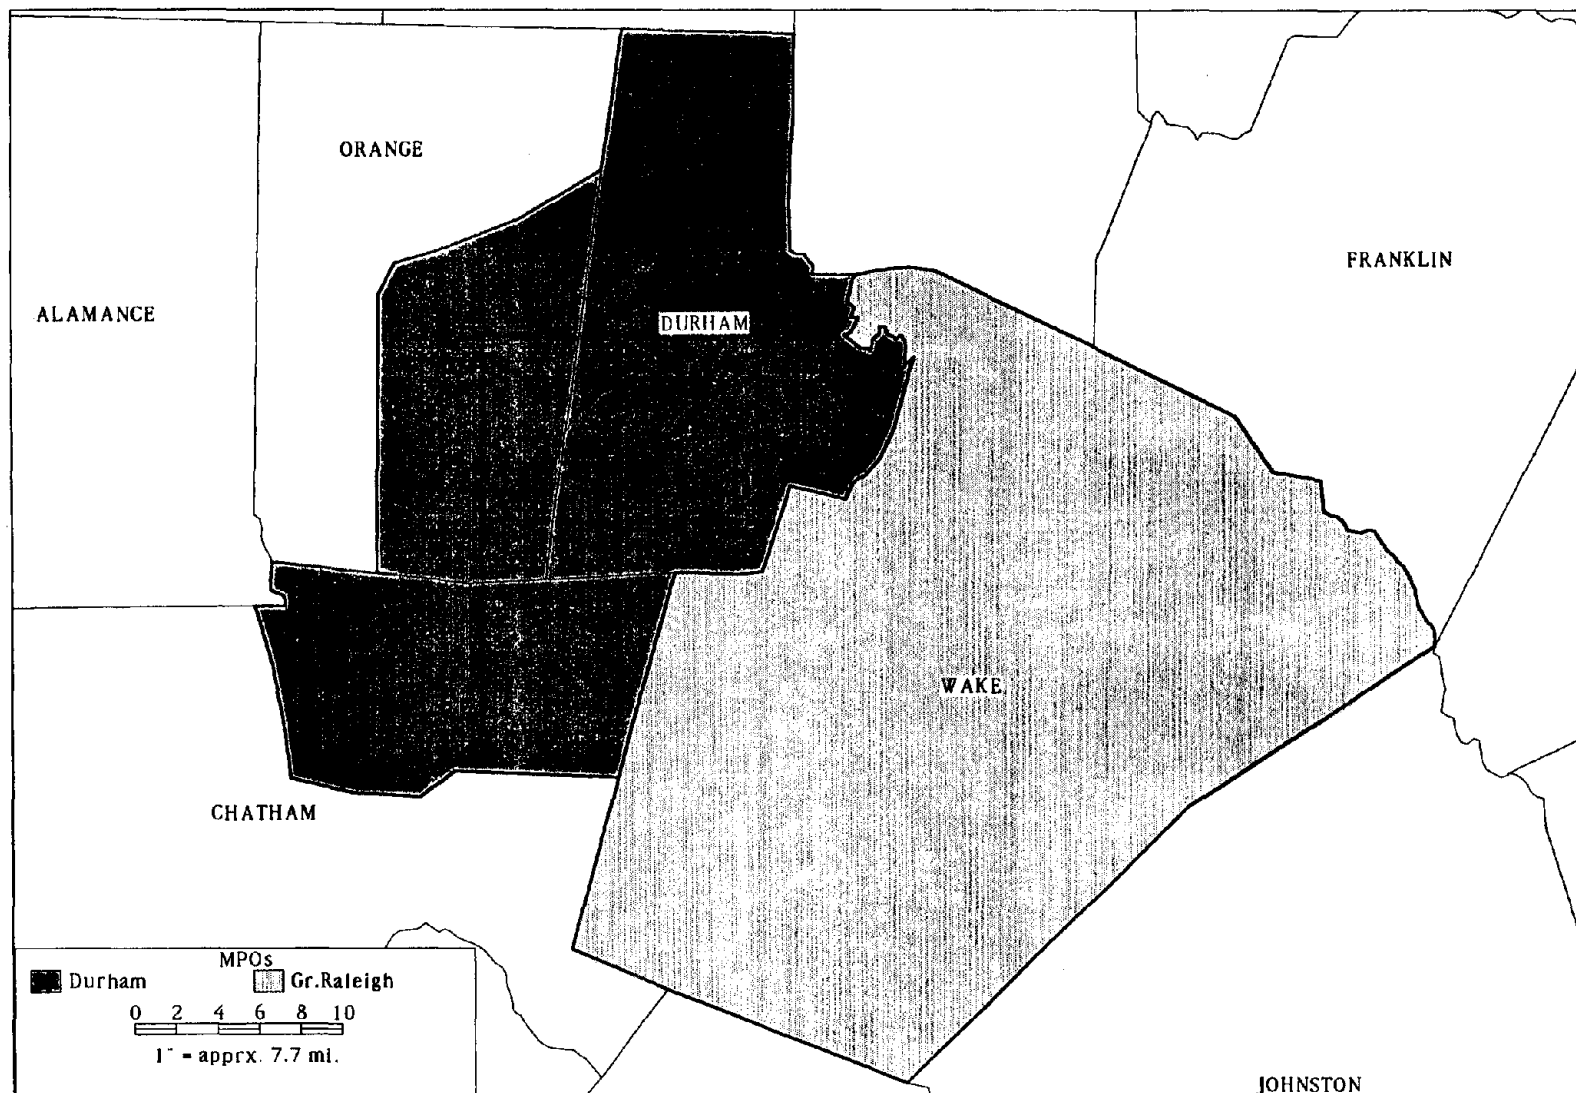 ORANGE
FRANKLIN
ALAMANCE
DURHAM
WAKE
CHATHAM
MPOs
Durham Gr.Raleigh
0 2 4 6 8 10
1" = apprx. 7.7 mi.
JOHNSTON